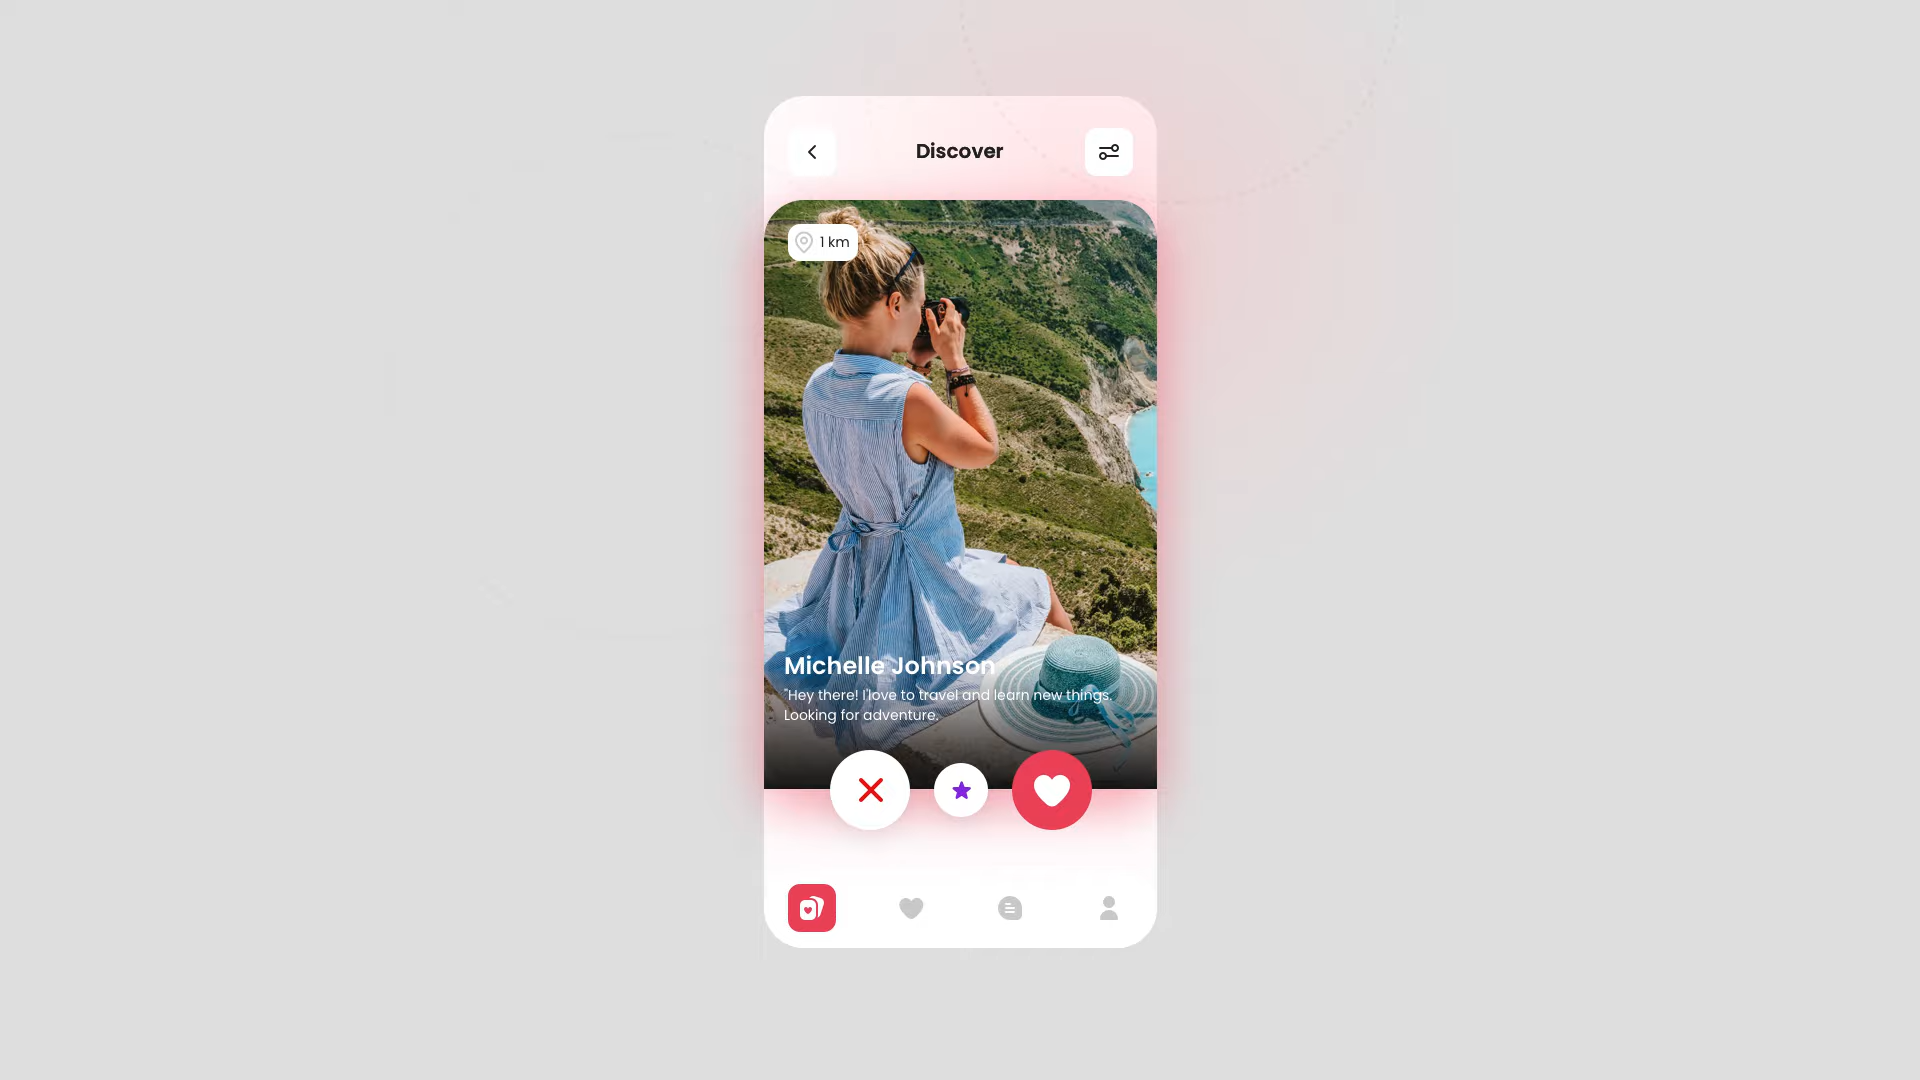 Discover
1 km
Michelle Johnson
"Hey there! I'love to travel and learn new things.
Looking for adventure.